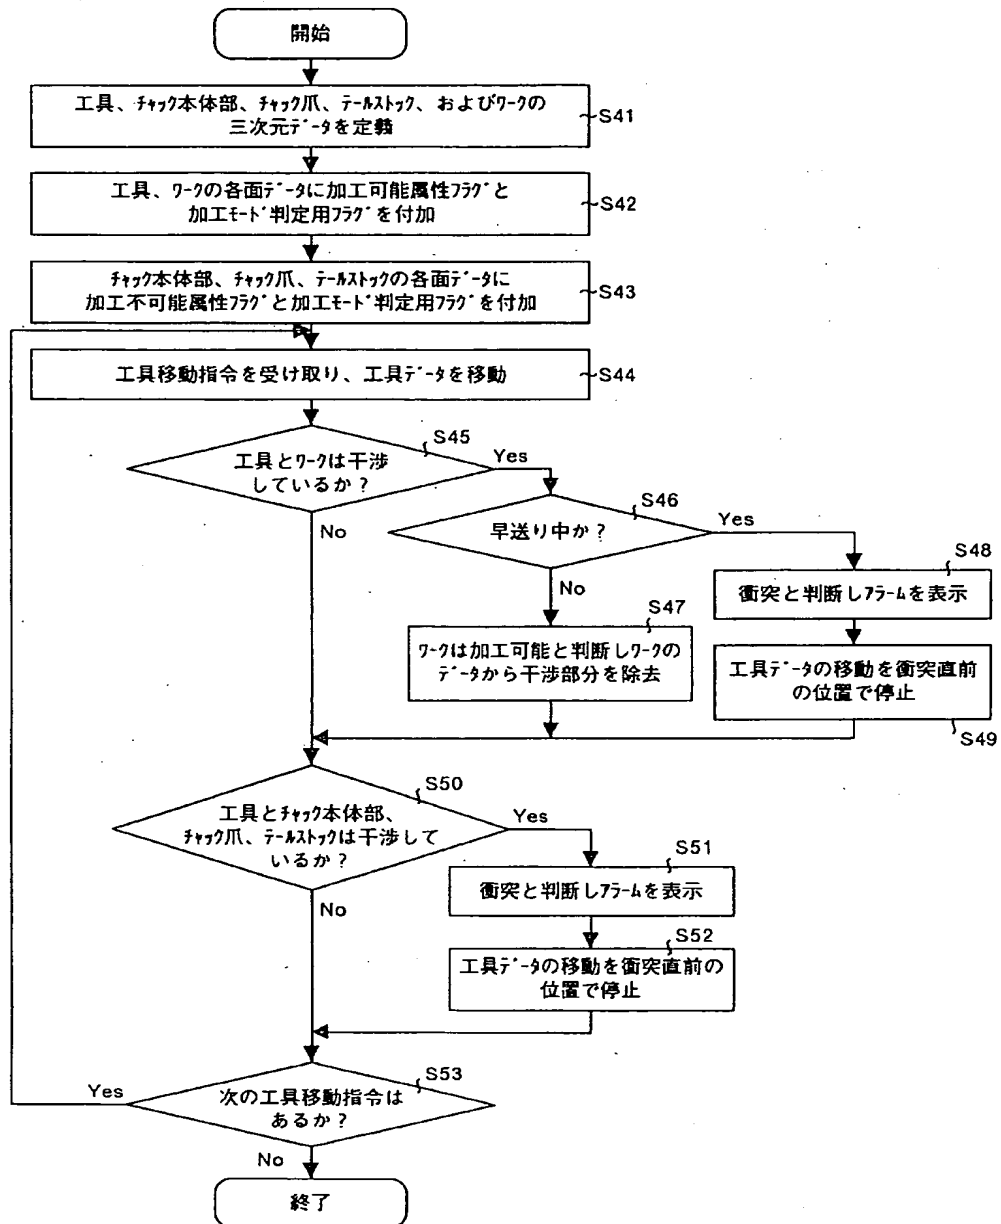 開始
工具、ﾁｬｯｸ本体部、ﾁｬｯｸ爪、ﾃｰﾙｽﾄｯｸ、およびﾜｰｸの
三次元ﾃﾞｰﾀを定義
S41
工具、ﾜｰｸの各面ﾃﾞｰﾀに加工可能属性ﾌﾗｸﾞと
加工ﾓｰﾄﾞ判定用ﾌﾗｸﾞを付加
S42
ﾁｬｯｸ本体部、ﾁｬｯｸ爪、ﾃｰﾙｽﾄｯｸの各面ﾃﾞｰﾀに
加工不可能属性ﾌﾗｸﾞと加工ﾓｰﾄﾞ判定用ﾌﾗｸﾞを付加
S43
工具移動指令を受け取り、工具ﾃﾞｰﾀを移動
S44
S45
工具とﾜｰｸは干渉
しているか?
Yes
No
S46
早送り中か?
Yes
No
S47
ﾜｰｸは加工可能と判断しﾜｰｸの
ﾃﾞｰﾀから干渉部分を除去
S48
衝突と判断しｱﾗｰﾑを表示
工具ﾃﾞｰﾀの移動を衝突直前
の位置で停止
S49
S50
工具とﾁｬｯｸ本体部、
ﾁｬｯｸ爪、ﾃｰﾙｽﾄｯｸは干渉して
いるか?
Yes
No
S51
衝突と判断しｱﾗｰﾑを表示
S52
工具ﾃﾞｰﾀの移動を衝突直前の
位置で停止
S53
次の工具移動指令は
あるか?
Yes
No
終了